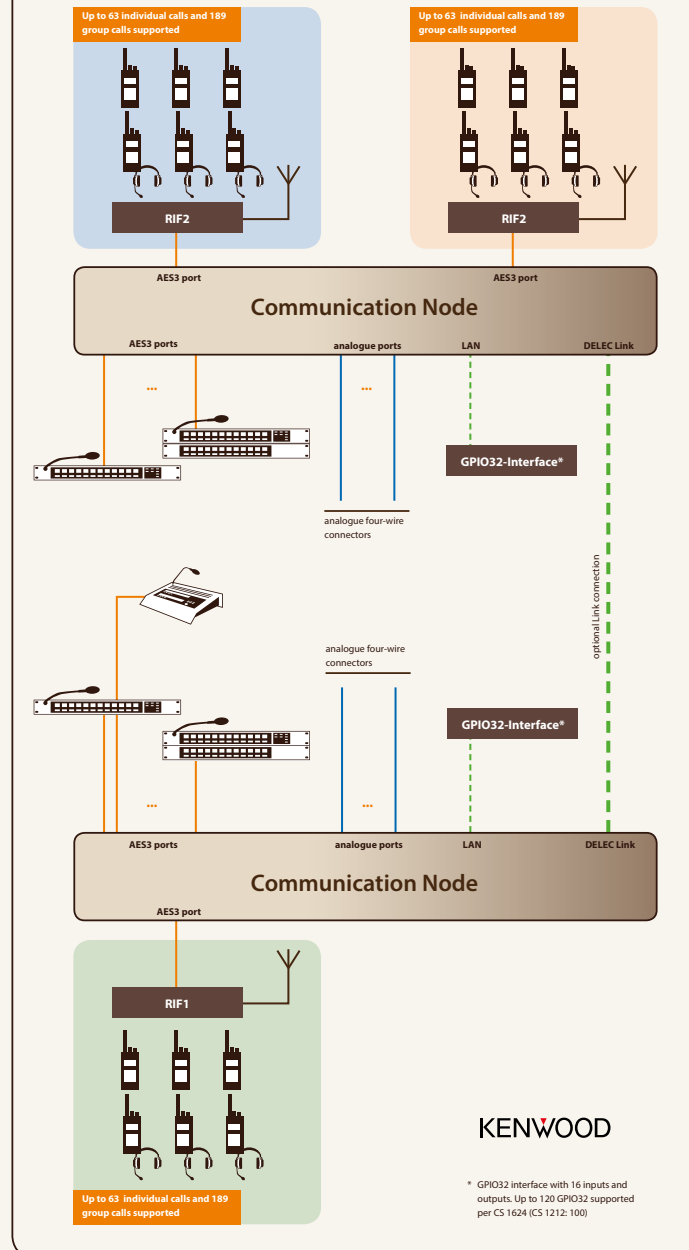 Up to 63 individual calls and 189
group calls supported
Up to 63 individual calls and 189
group calls supported
RIF2
RIF2
AES3 port
AES3 port
Communication Node
AES3 ports
analogue ports
LAN
DELEC Link
...
...
GPIO32-Interface*
analogue four-wire
connectors
optional Link connection
analogue four-wire
connectors
GPIO32-Interface*
...
...
AES3 ports
analogue ports
LAN
DELEC Link
Communication Node
AES3 port
RIF1
Up to 63 individual calls and 189
group calls supported
KENWOOD
* GPIO32 interface with 16 inputs and
outputs. Up to 120 GPIO32 supported
per CS 1624 (CS 1212: 100)